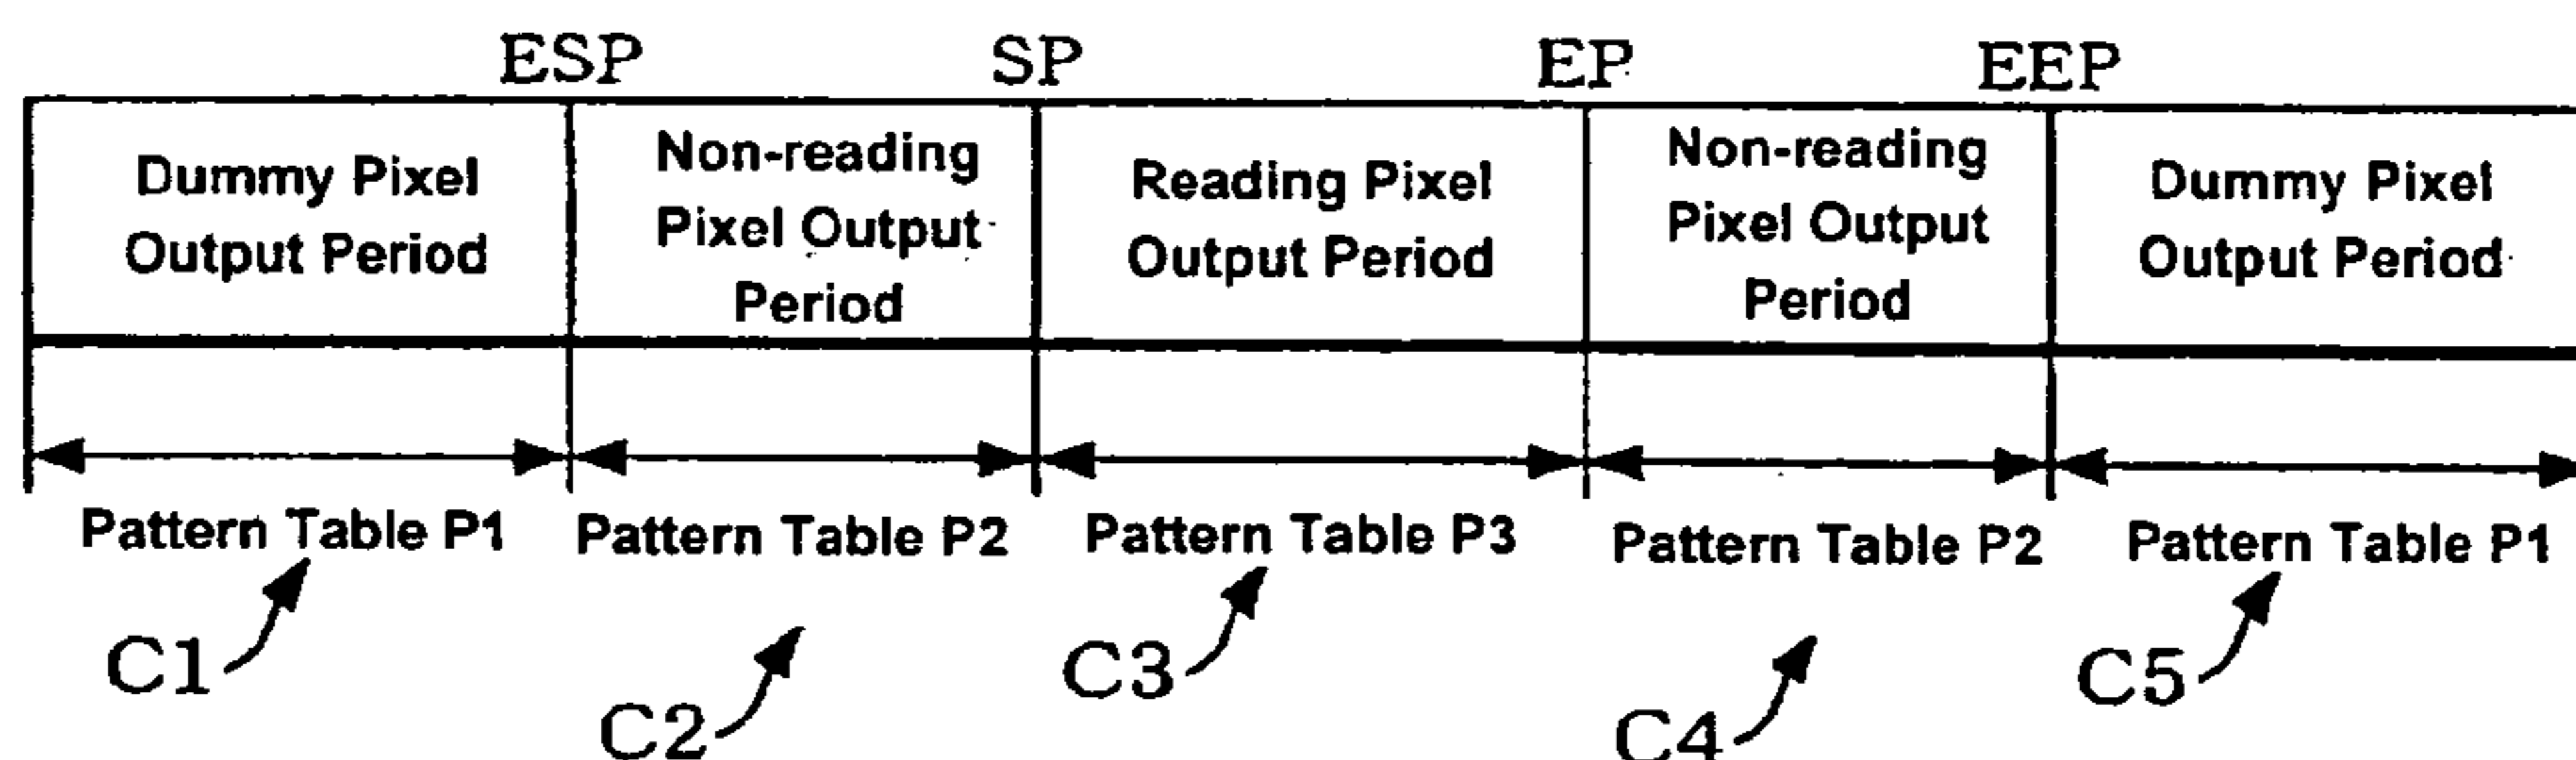 ESP SP EP EEP
Dummy Pixel
Output Period
Non-reading
Pixel Output
Period
Reading Pixel
Output Period
Non-reading
Pixel Output
Period
Dummy Pixel
Output Period
Pattern Table P1 Pattern Table P2 Pattern Table P3 Pattern Table P2 Pattern Table P1
C1 C2 C3 C4 C5